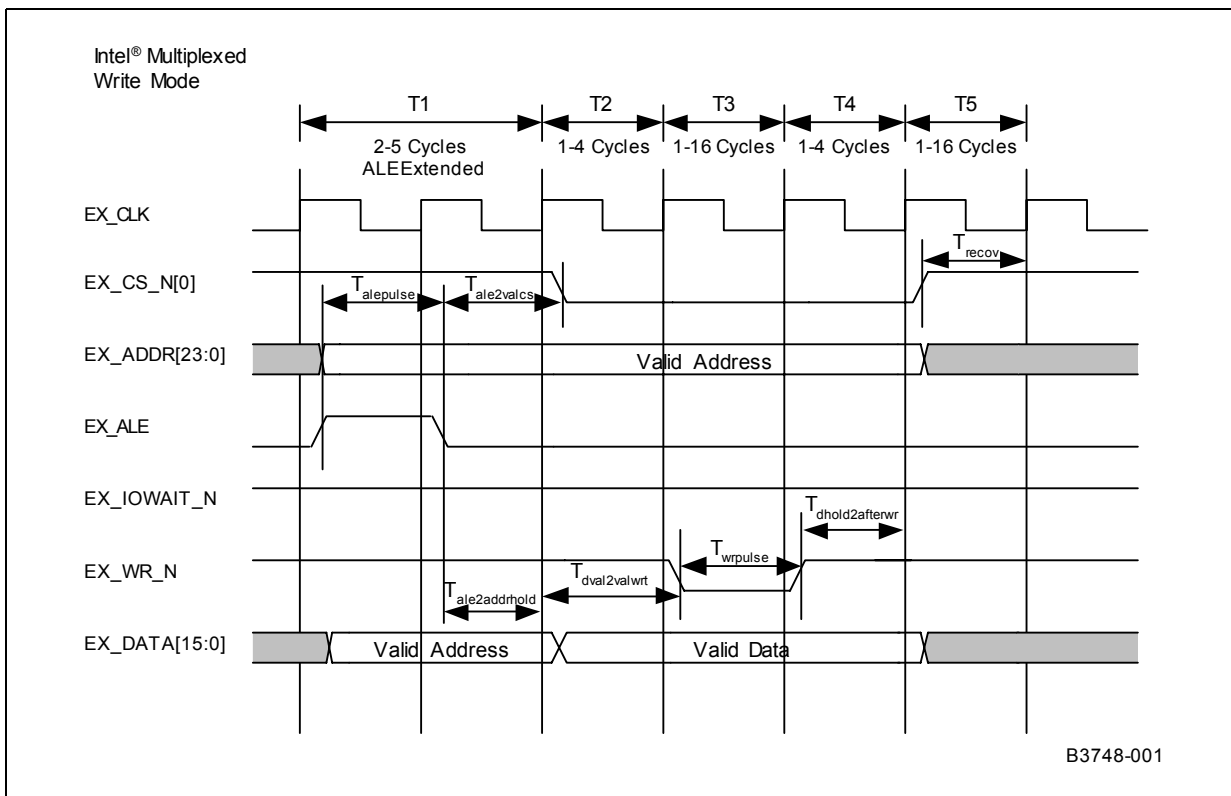 Intel® Multiplexed
Write Mode
T1 T2 T3 T4 T5
2-5 Cycles 1-4 Cycles 1-16 Cycles 1-4 Cycles 1-16 Cycles
ALEExtended
EX_CLK
Trecov
EX_CS_N[0]
Talepulse Tale2valcs
EX_ADDR[23:0]
Valid Address
EX_ALE
EX_IOWAIT_N
Tdhold2afterwr
Twrpulse
EX_WR_N
Tdval2valwrt
Tale2addrhold
EX_DATA[15:0]
Valid Address Valid Data
B3748-001